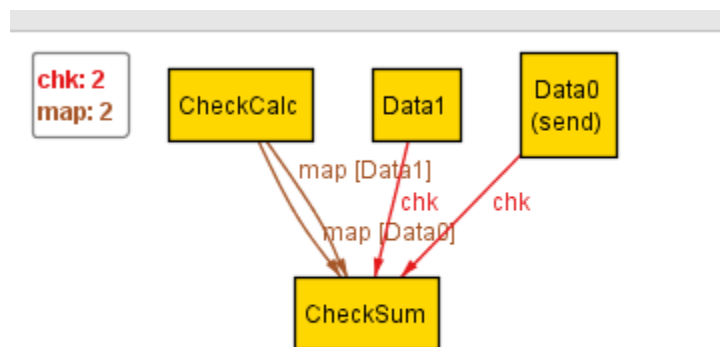 chk: 2
map: 2
CheckCalc
Data1
Data0
(send)
map [Data1]
chk
chk
map [Data0]
CheckSum